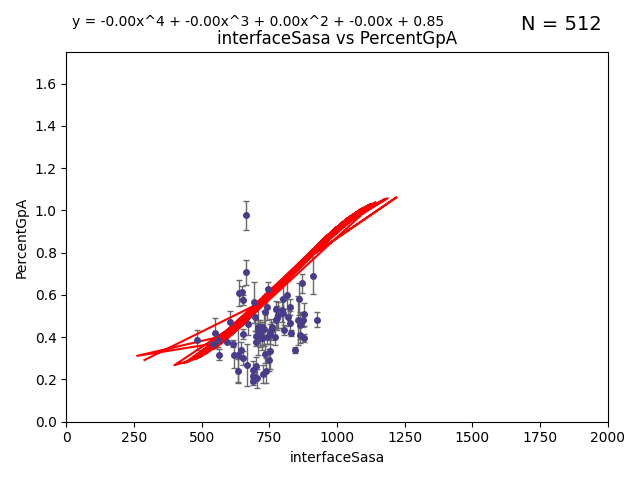 y = -0.00x^4 + -0.00x^3 + 0.00x^2 + -0.00x + 0.85
N = 512
interfaceSasa vs PercentGpA
PercentGpA
1.6
1.4
1.2
1.0
0.8
0.6
0.4
0.2
0.0
0 250 500 750 1000 1250 1500 1750 2000
interfaceSasa